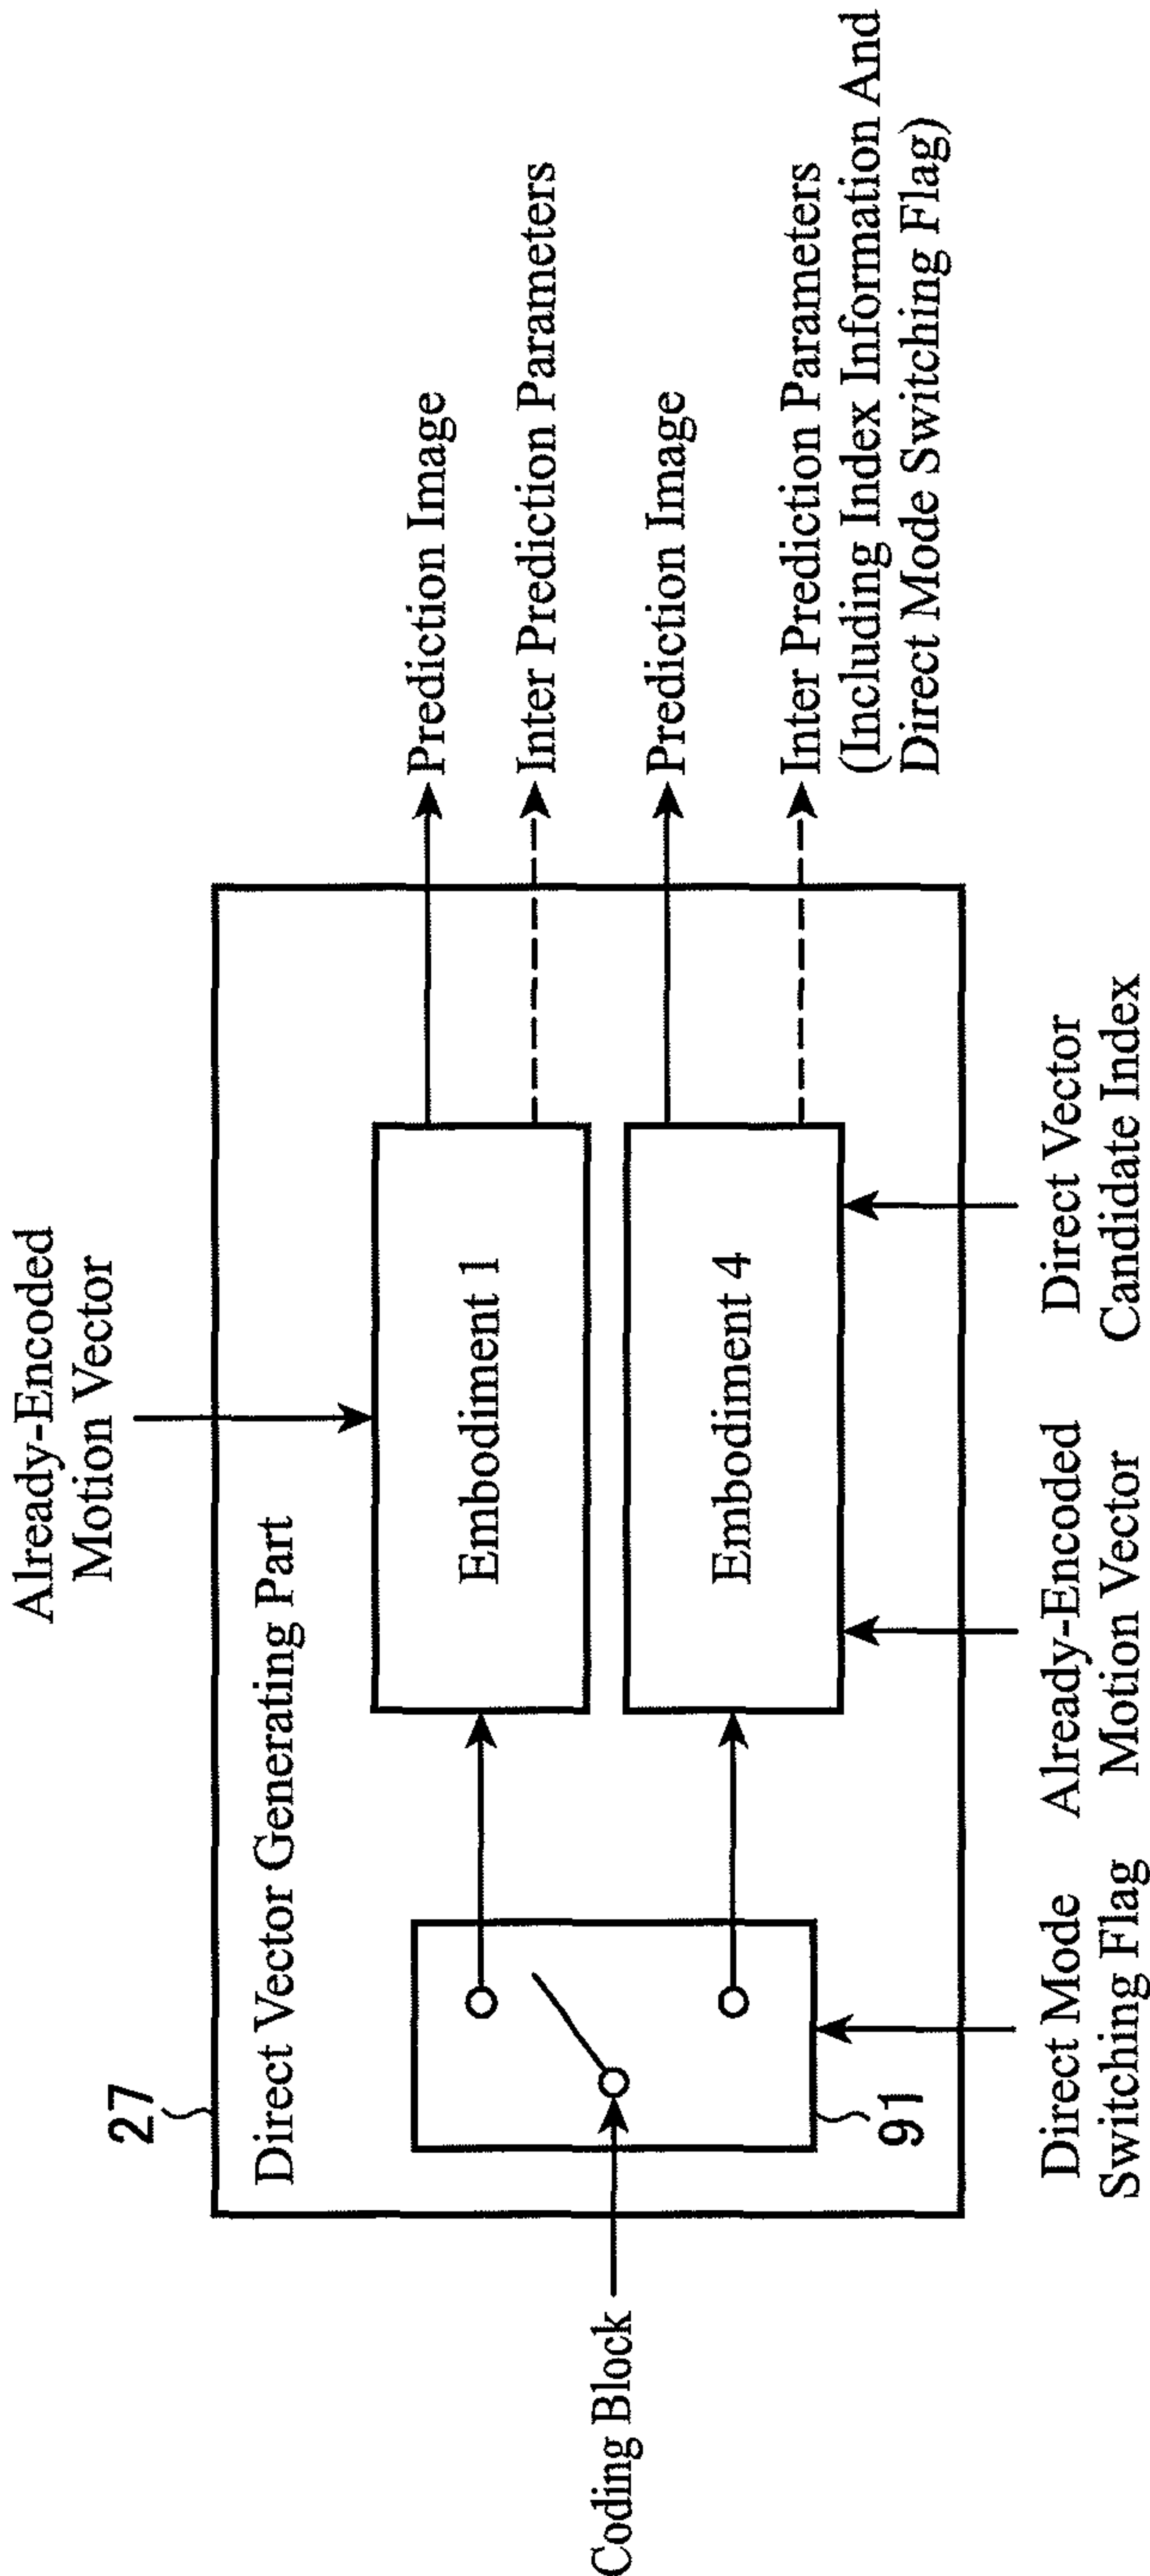 Already-Encoded
Motion Vector
27
Direct Vector Generating Part
Coding Block
91
Embodiment 1
Embodiment 4
Prediction Image
Inter Prediction Parameters
Prediction Image
Inter Prediction Parameters
(Including Index Information And
Direct Mode Switching Flag)
Direct Mode
Switching Flag
Already-Encoded
Motion Vector
Direct Vector
Candidate Index